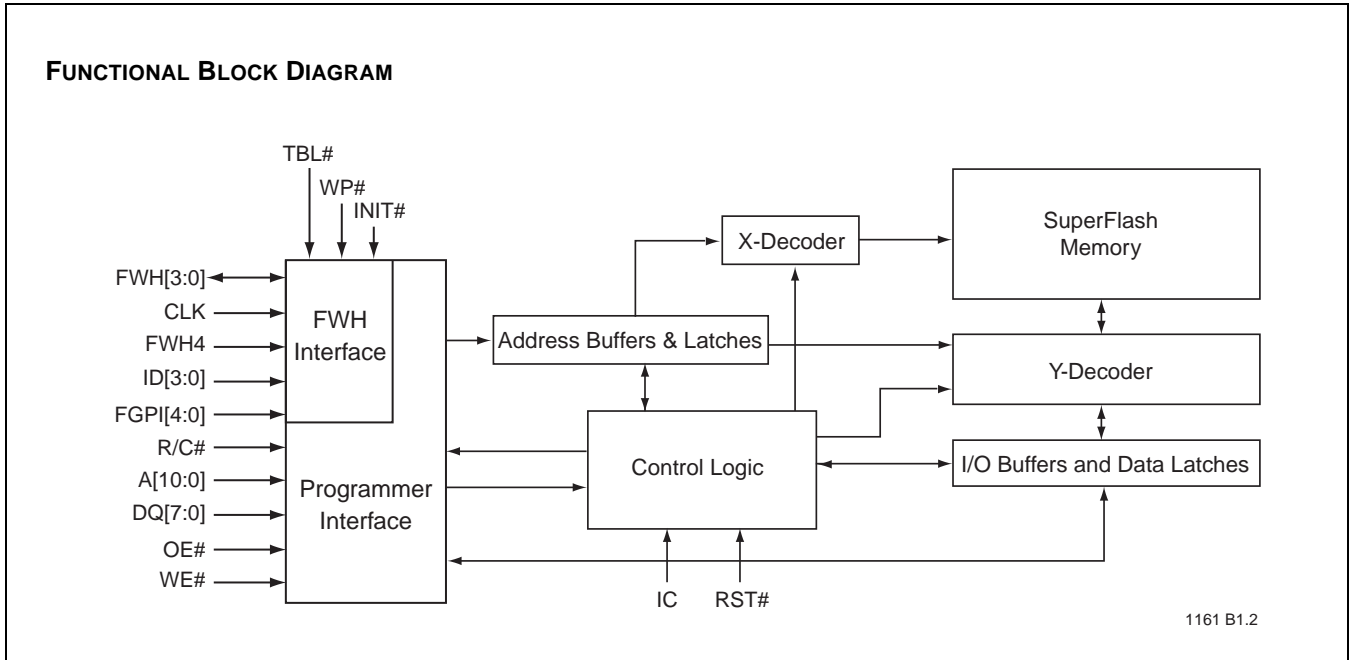 FUNCTIONAL BLOCK DIAGRAM
TBL#
WP#
INIT#
FWH[3:0]
CLK
FWH4
ID[3:0]
FGPI[4:0]
R/C#
A[10:0]
DQ[7:0]
OE#
WE#
FWH
Interface
Programmer
Interface
Address Buffers & Latches
X-Decoder
SuperFlash
Memory
Y-Decoder
Control Logic
I/O Buffers and Data Latches
IC
RST#
1161 B1.2